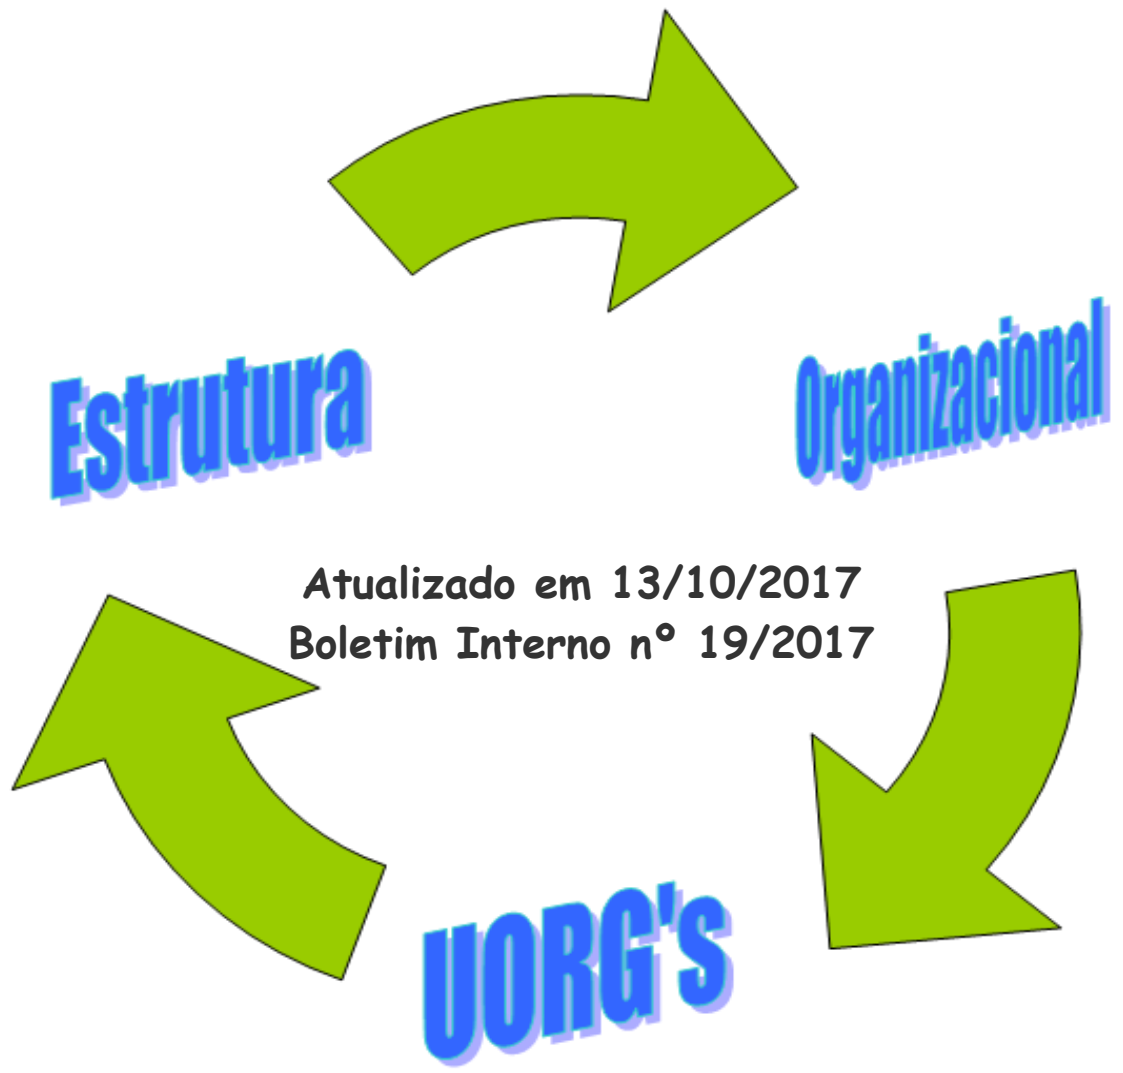 Estrutura
Organizacional
Atualizado em 13/10/2017
Boletim Interno nº 19/2017
UORG's